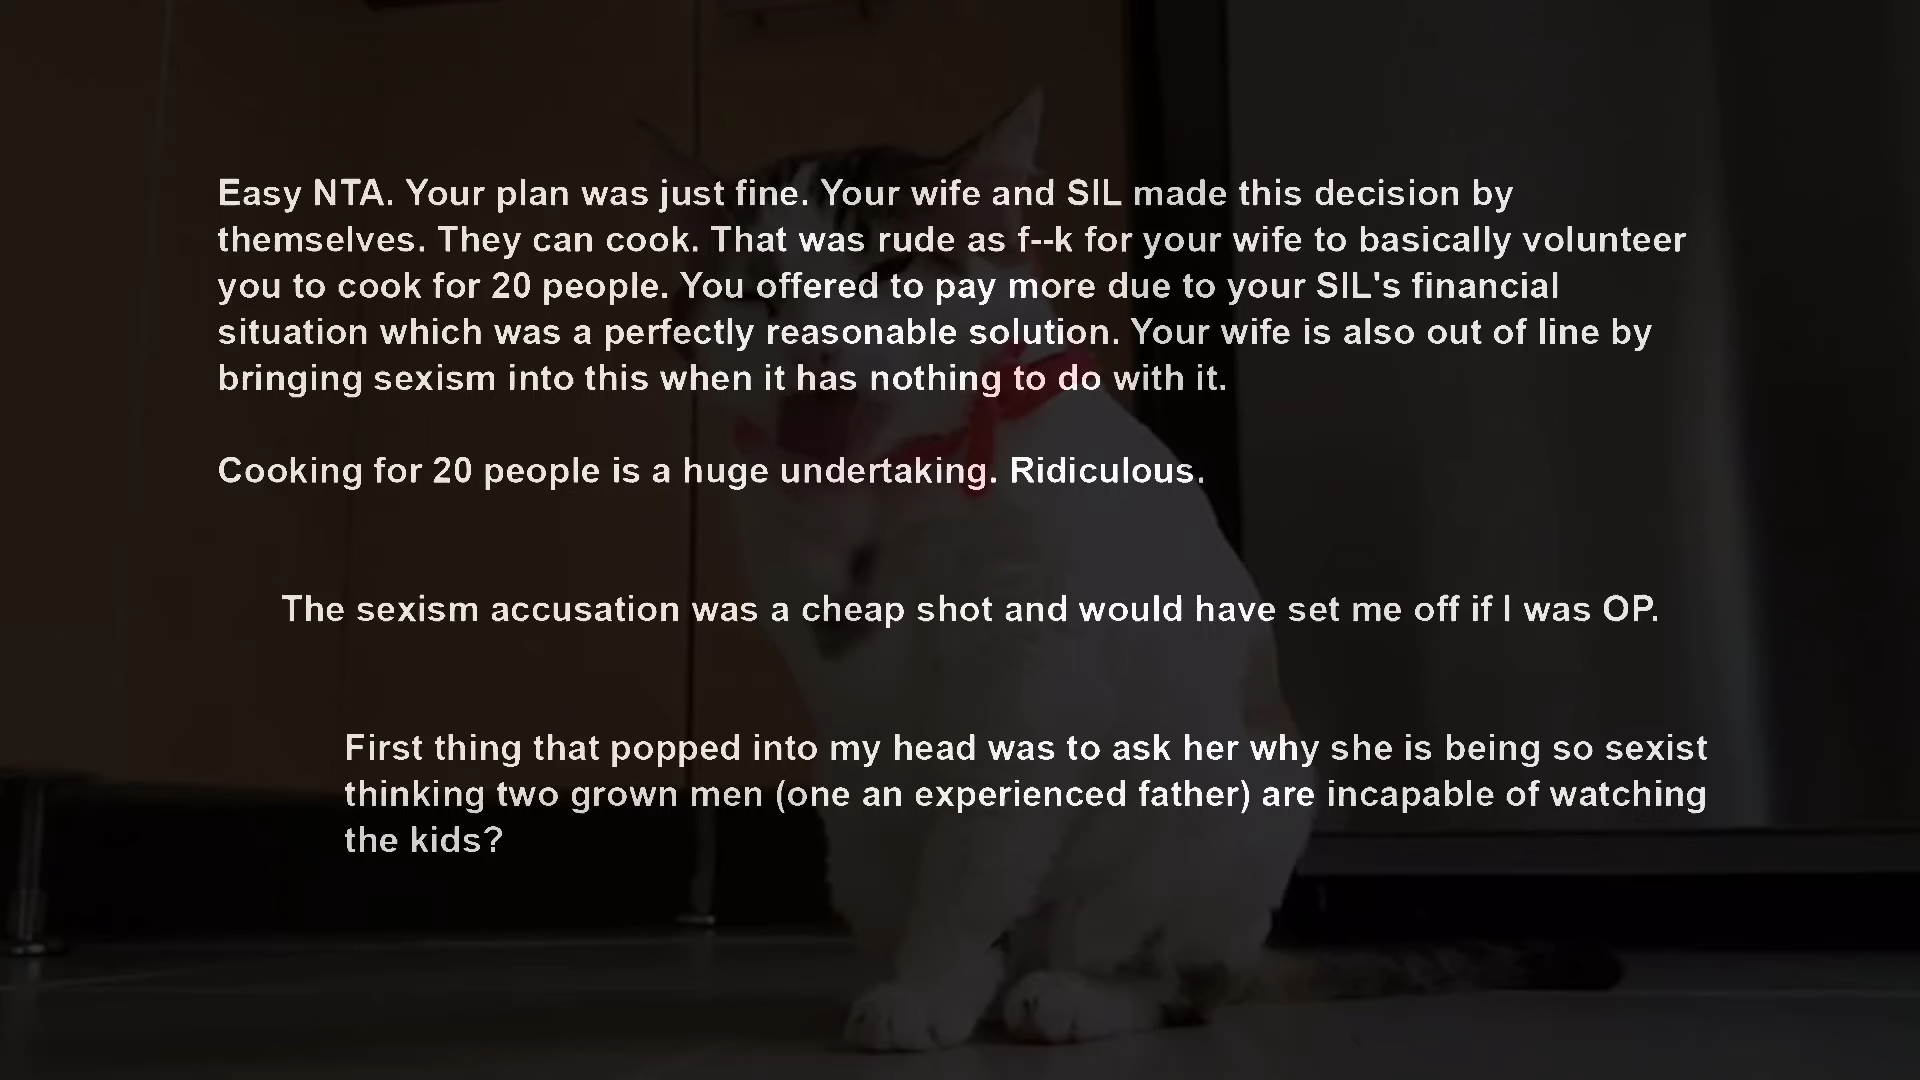 Easy NTA. Your plan was just fine. Your wife and SIL made this decision by
themselves. They can cook. That was rude as f--k for your wife to basically volunteer
you to cook for 20 people. You offered to pay more due to your SIL's financial
situation which was a perfectly reasonable solution. Your wife is also out of line by
bringing sexism into this when it has nothing to do with it.
Cooking for 20 people is a huge undertaking. Ridiculous.
The sexism accusation was a cheap shot and would have set me off if I was OP.
First thing that popped into my head was to ask her why she is being so sexist
thinking two grown men (one an experienced father) are incapable of watching
the kids?